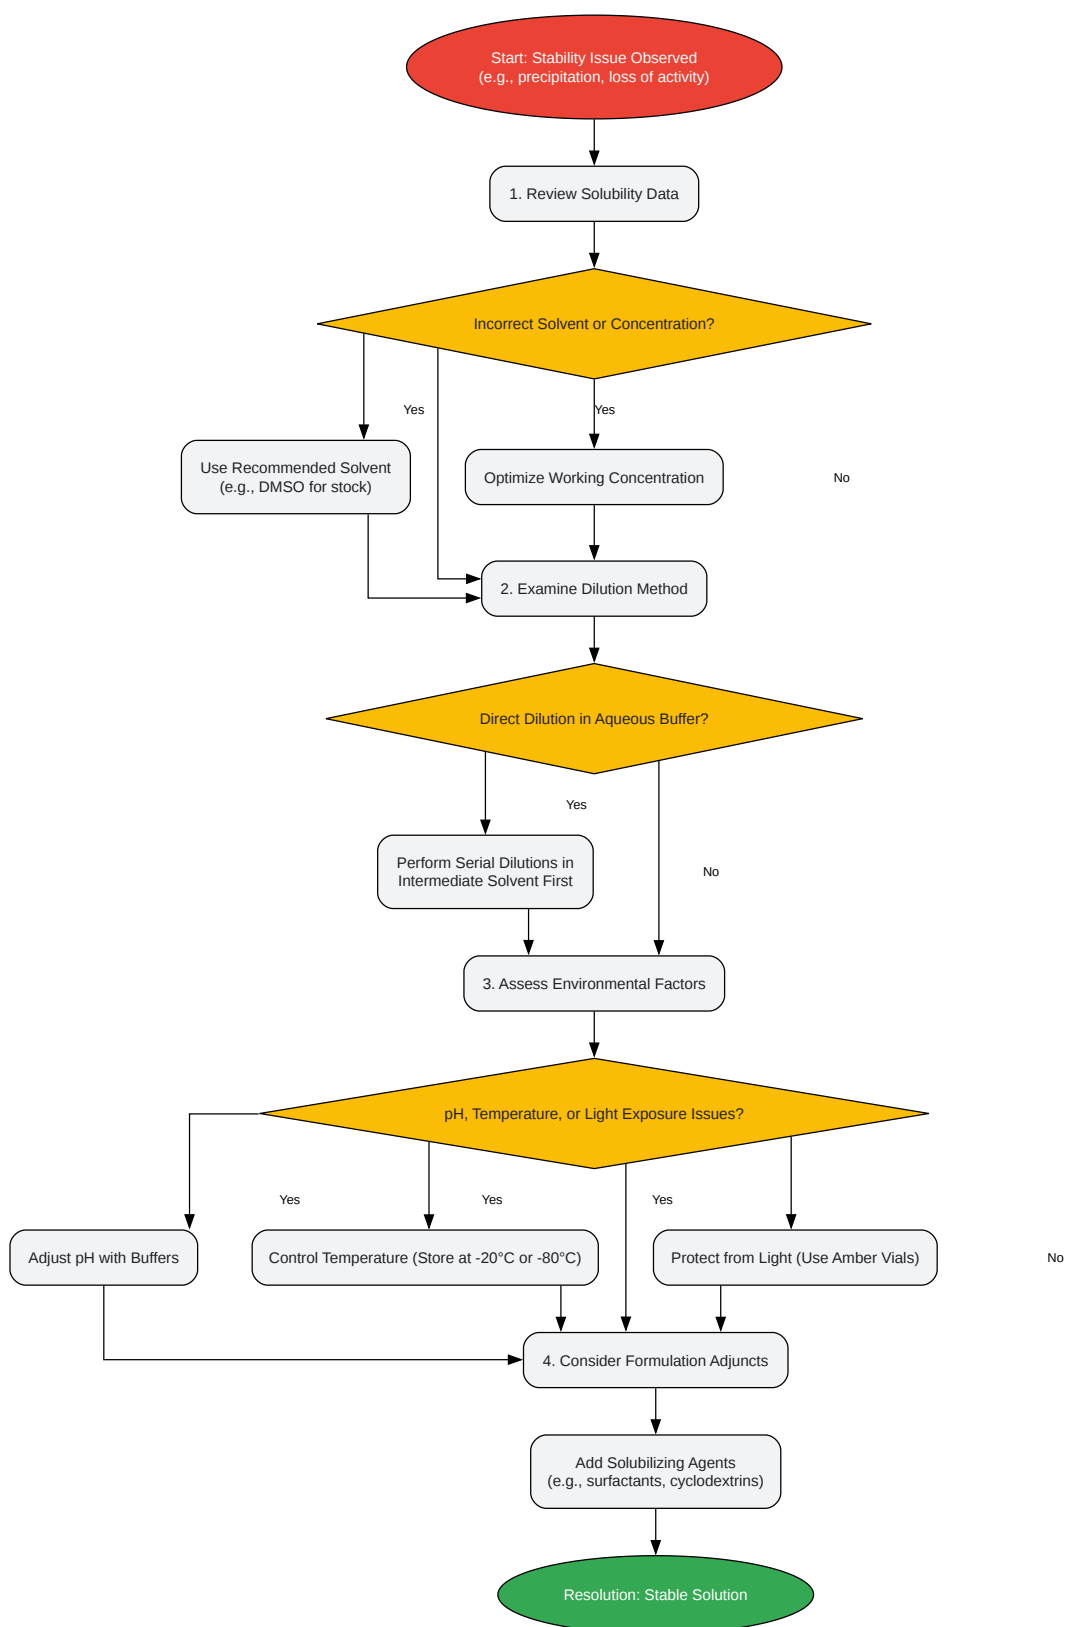 Start: Stability Issue Observed
(e.g., precipitation, loss of activity)
1. Review Solubility Data
Incorrect Solvent or Concentration?
Yes
Yes
Use Recommended Solvent
(e.g., DMSO for stock)
Optimize Working Concentration
No
2. Examine Dilution Method
Direct Dilution in Aqueous Buffer?
Yes
Perform Serial Dilutions in
Intermediate Solvent First
No
3. Assess Environmental Factors
pH, Temperature, or Light Exposure Issues?
Yes
Yes
Yes
Adjust pH with Buffers
Control Temperature (Store at -20°C or -80°C)
Protect from Light (Use Amber Vials)
No
4. Consider Formulation Adjuncts
Add Solubilizing Agents
(e.g., surfactants, cyclodextrins)
Resolution: Stable Solution